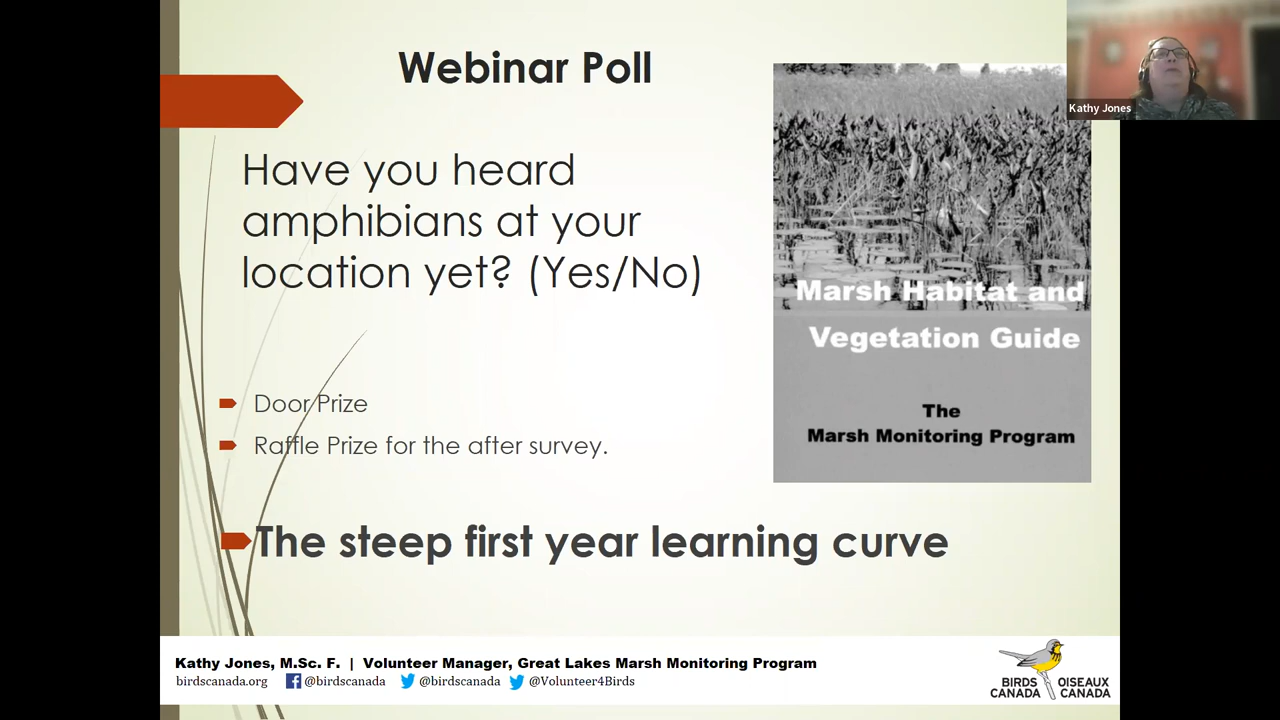 Webinar Poll
Kathy Jones
Have you heard
amphibians at your
location yet? (Yes/No)
Marsh Habitat and
Vegetation Guide
The
Marsh Monitoring Program
Door Prize
Raffle Prize for the after survey.
The steep first year learning curve
Kathy Jones, M.Sc. F. | Volunteer Manager, Great Lakes Marsh Monitoring Program
birdscanada.org @birdscanada @birdscanada @Volunteer4Birds
BIRDS OISEAUX
CANADA CANADA